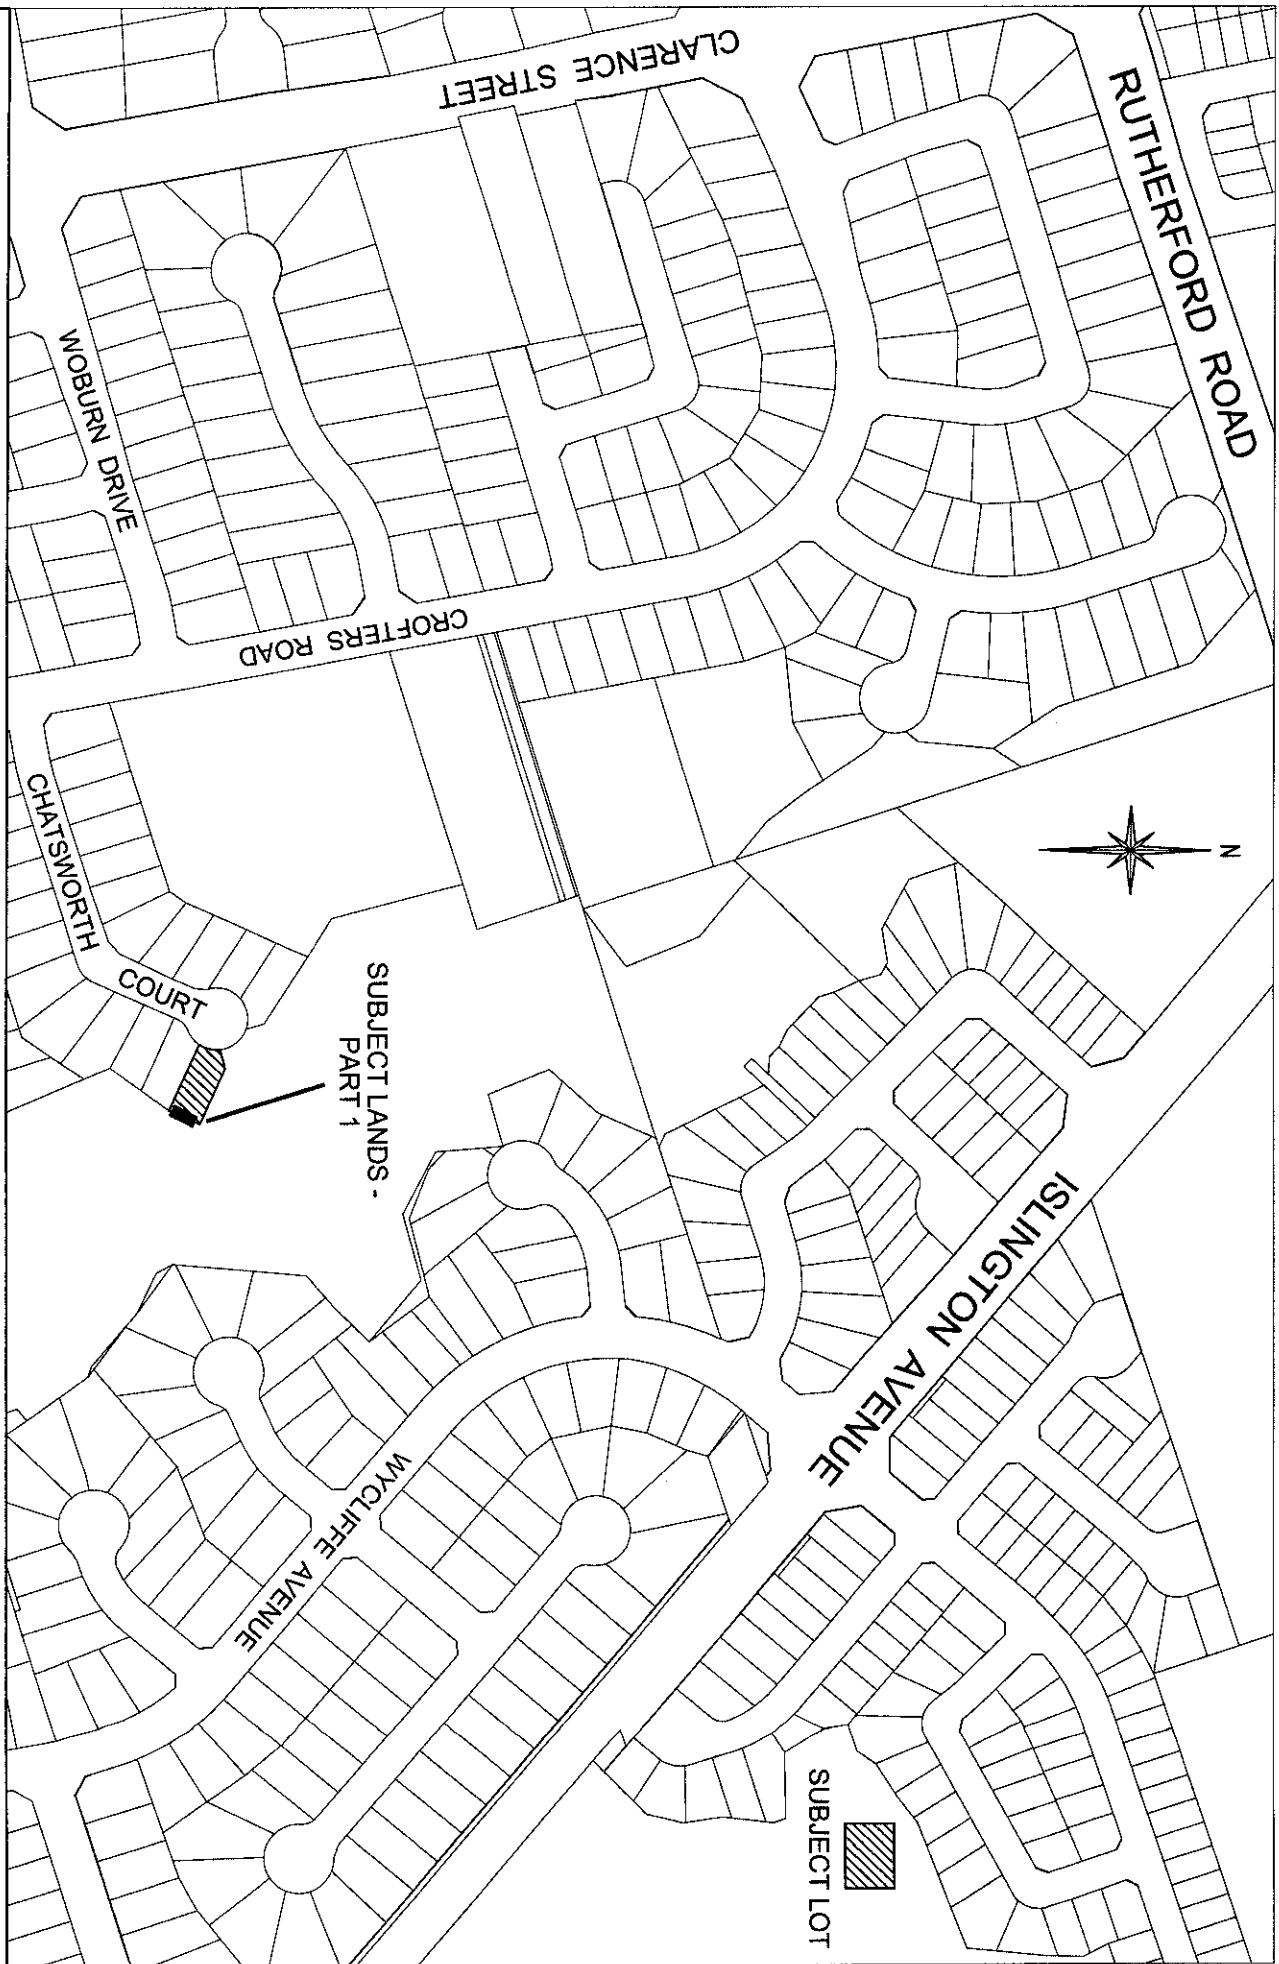 RUTHERFORD ROAD
CLARENCE STREET
WOBURN DRIVE
CROFTERS ROAD
CHATSWORTH
COURT
SUBJECT LANDS -
PART 1
N
ISLINGTON AVENUE
WYCLIFFE AVENUE
SUBJECT LOT